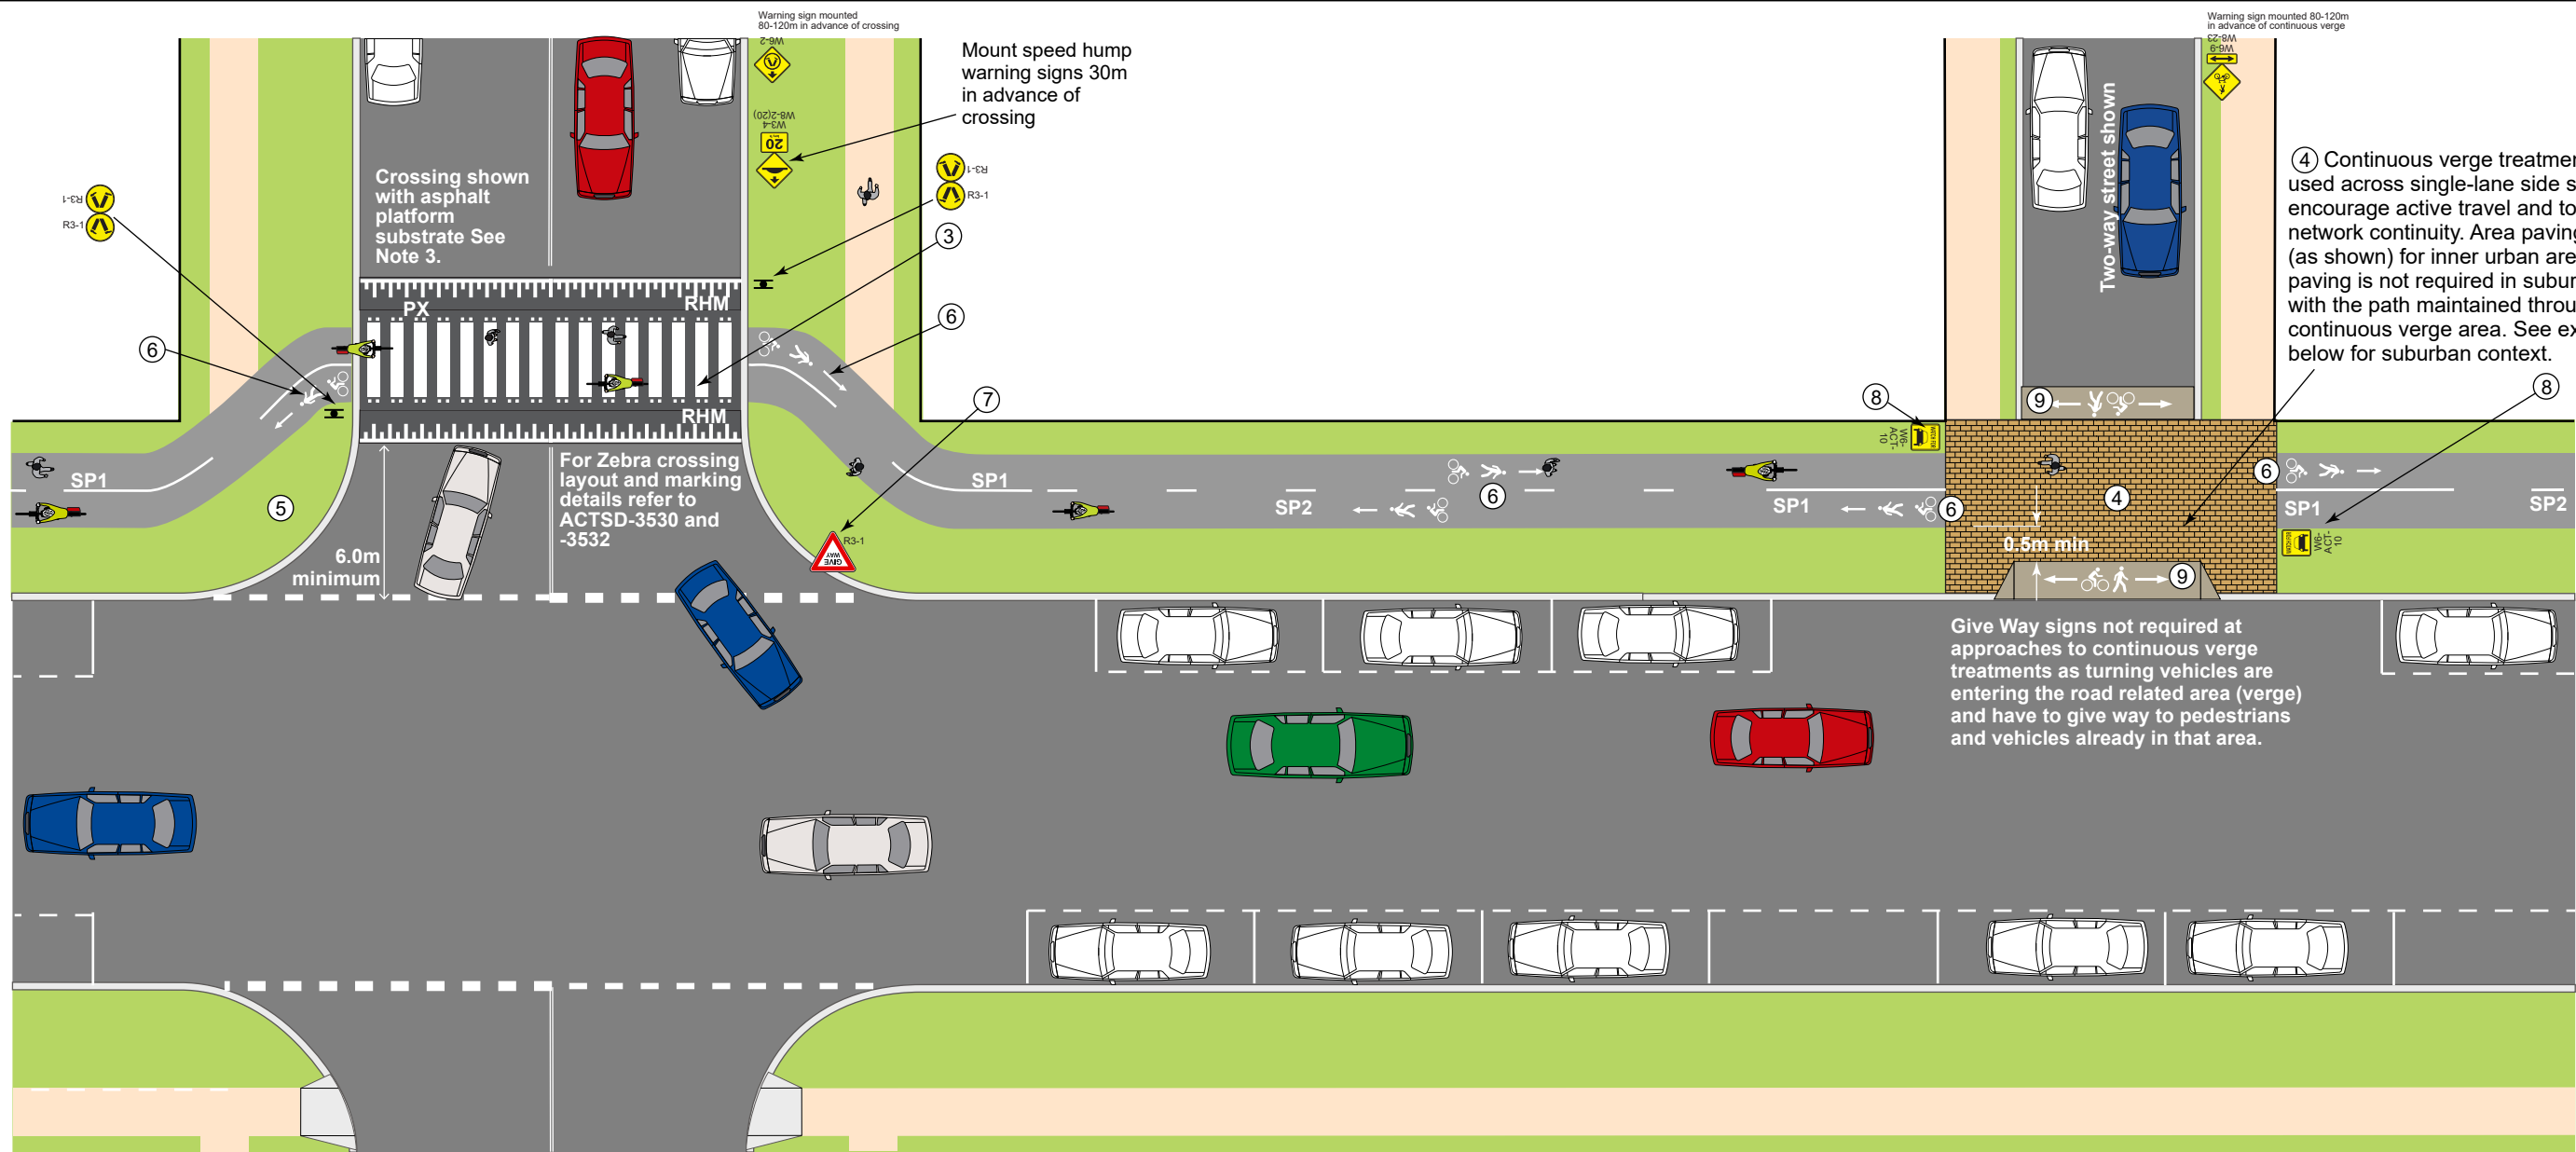 Warning sign mounted
80-120m in advance of crossing
W6-2
Mount speed hump
warning signs 30m
in advance of
crossing
W3-4
W8-2(20)
20
Crossing shown
with asphalt
platform
substrate See
Note 3.
R3-1
R3-1
R3-1
R3-1
3
6
6
PX
RHM
RHM
7
R3-1
GIVE
WAY
For Zebra crossing
layout and marking
details refer to
ACTSD-3530 and
-3532
6.0m
minimum
5
SP1
SP1
SP2
6
SP1
6
Warning sign mounted 80-120m
in advance of continuous verge
W8-23
W6-9
Two-way street shown
4 Continuous verge treatmen
used across single-lane side s
encourage active travel and to
network continuity. Area paving
(as shown) for inner urban are
paving is not required in subur
with the path maintained throu
continuous verge area. See ex
below for suburban context.
8
8
W6-
ACT-
10
9
4
6
SP1
SP2
W6-
ACT-
10
0.5m min
9
Give Way signs not required at
approaches to continuous verge
treatments as turning vehicles are
entering the road related area (verge)
and have to give way to pedestrians
and vehicles already in that area.